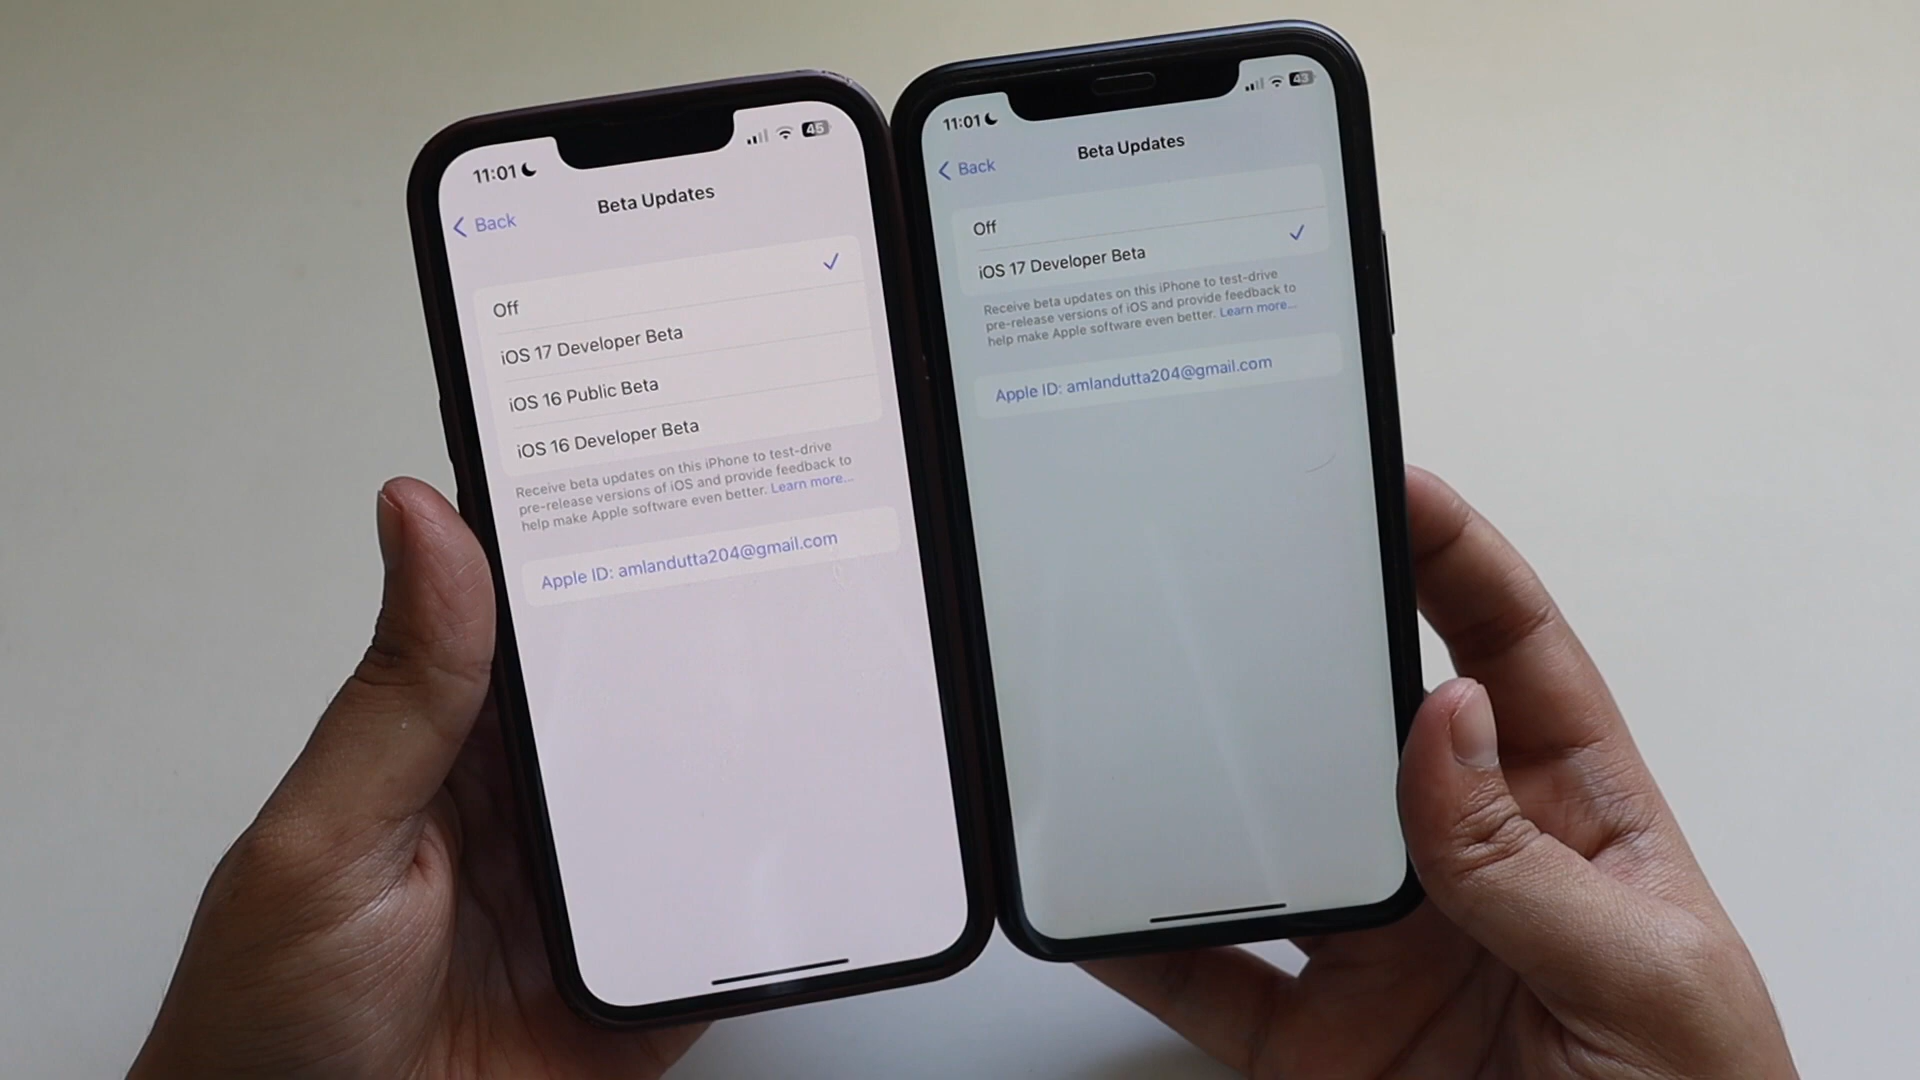 11:01
45
Back
Beta Updates
Off
iOS 17 Developer Beta
iOS 16 Public Beta
iOS 16 Developer Beta
Receive beta updates on this iPhone to test-drive
pre-release versions of iOS and provide feedback to
help make Apple software even better. Learn more...
Apple ID: amlandutta204@gmail.com
11:01
43
Back
Beta Updates
Off
iOS 17 Developer Beta
Receive beta updates on this iPhone to test-drive
pre-release versions of iOS and provide feedback to
help make Apple software even better. Learn more...
Apple ID: amlandutta204@gmail.com